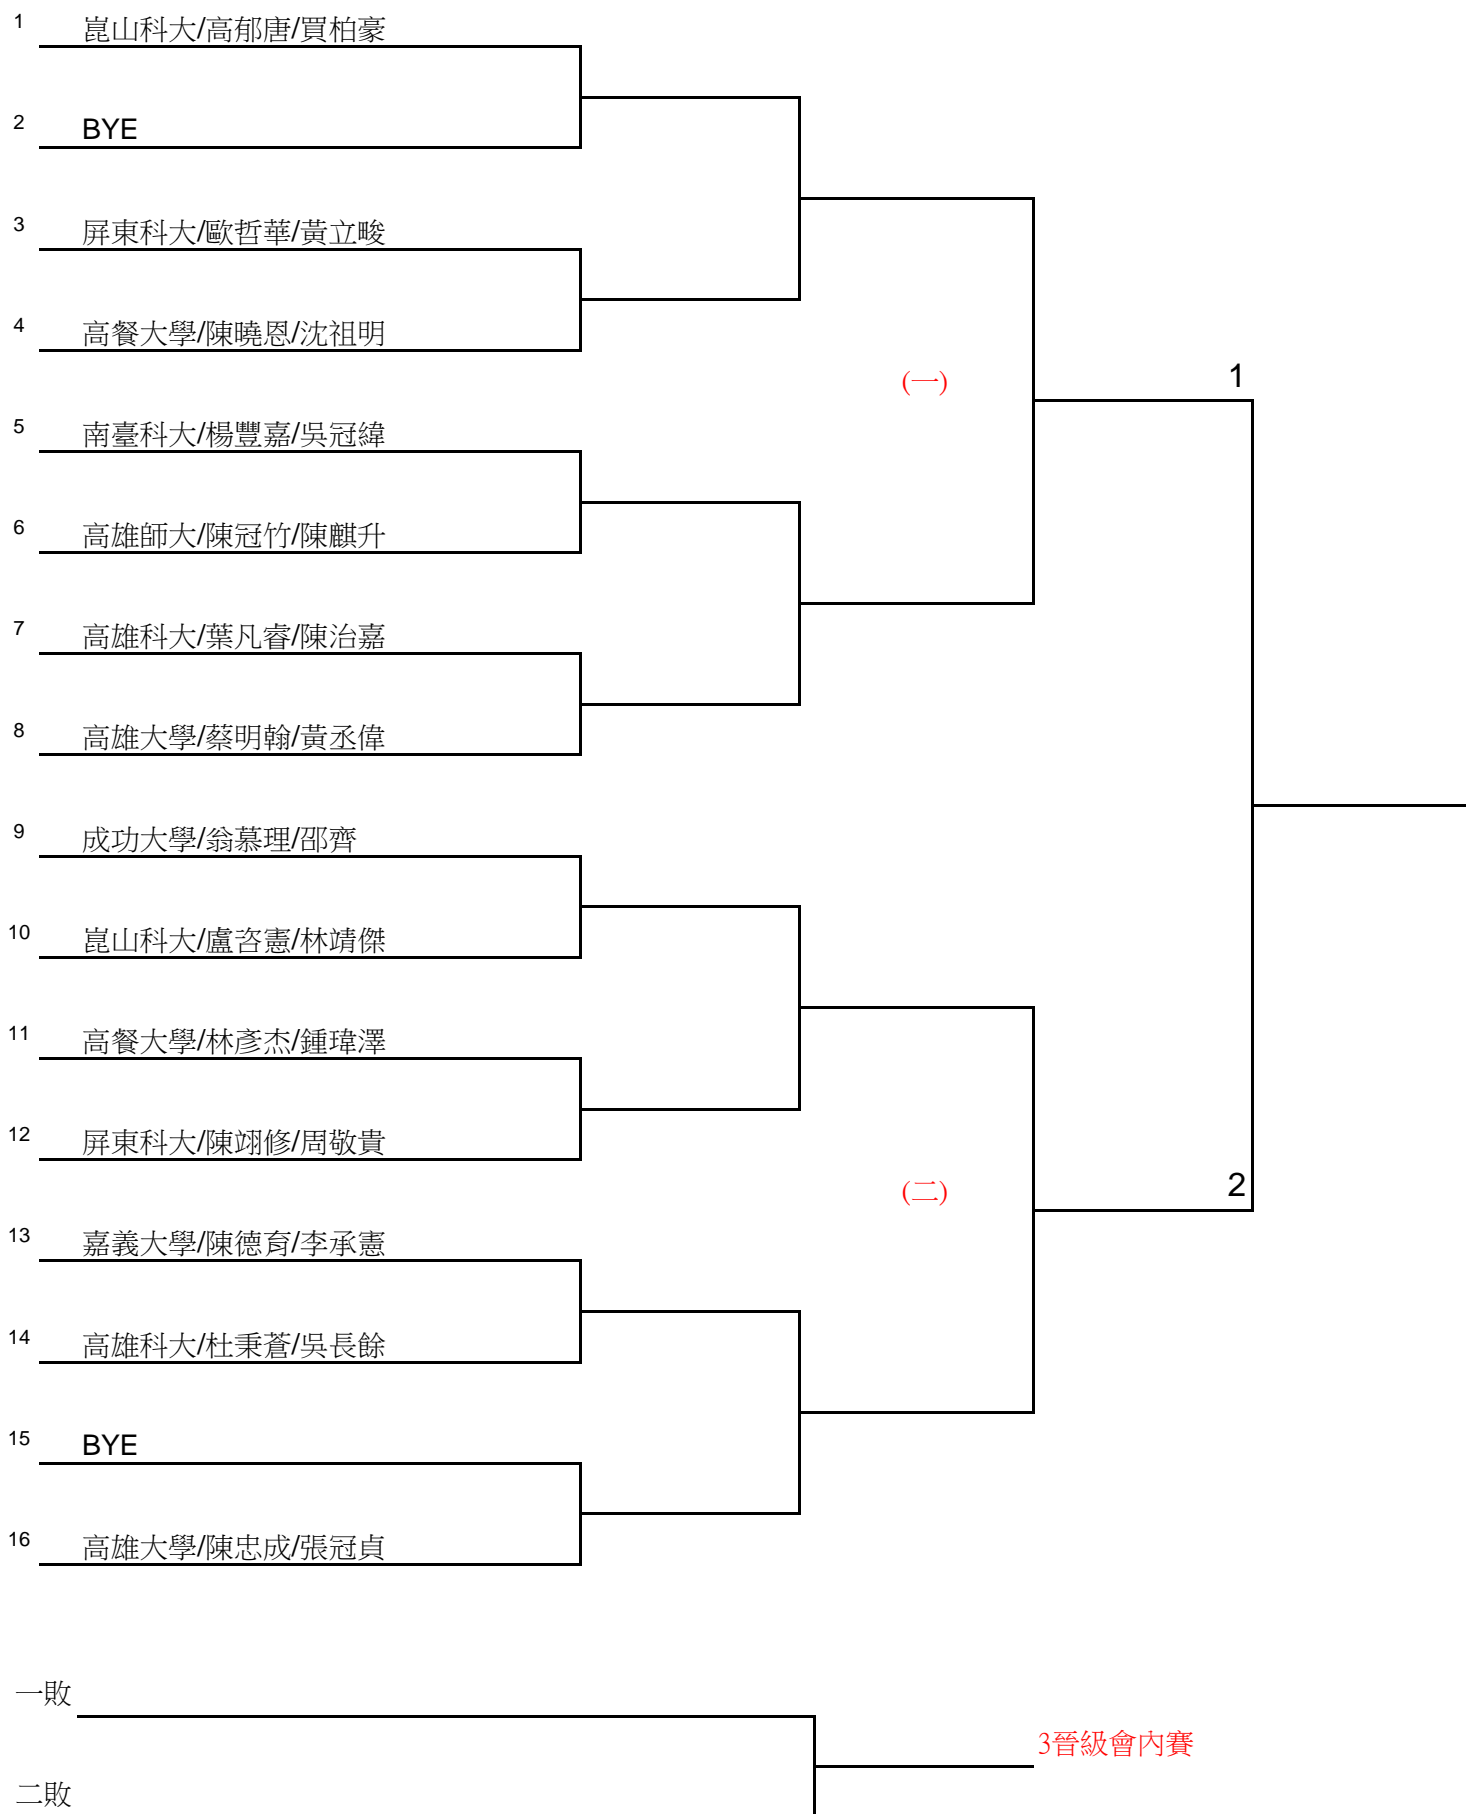 1 崑山科大/高郁唐/買柏豪
2 BYE
3 屏東科大/歐哲華/黃立畯
4 高餐大學/陳曉恩/沈祖明
(一)
1
5 南臺科大/楊豐嘉/吳冠緯
6 高雄師大/陳冠竹/陳麒升
7 高雄科大/葉凡睿/陳治嘉
8 高雄大學/蔡明翰/黃丞偉
9 成功大學/翁慕理/邵齊
10 崑山科大/盧咨憲/林靖傑
11 高餐大學/林彥杰/鍾瑋澤
12 屏東科大/陳翊修/周敬貴
(二)
2
13 嘉義大學/陳德育/李承憲
14 高雄科大/杜秉蒼/吳長餘
15 BYE
16 高雄大學/陳忠成/張冠貞
一敗
3晉級會內賽
二敗